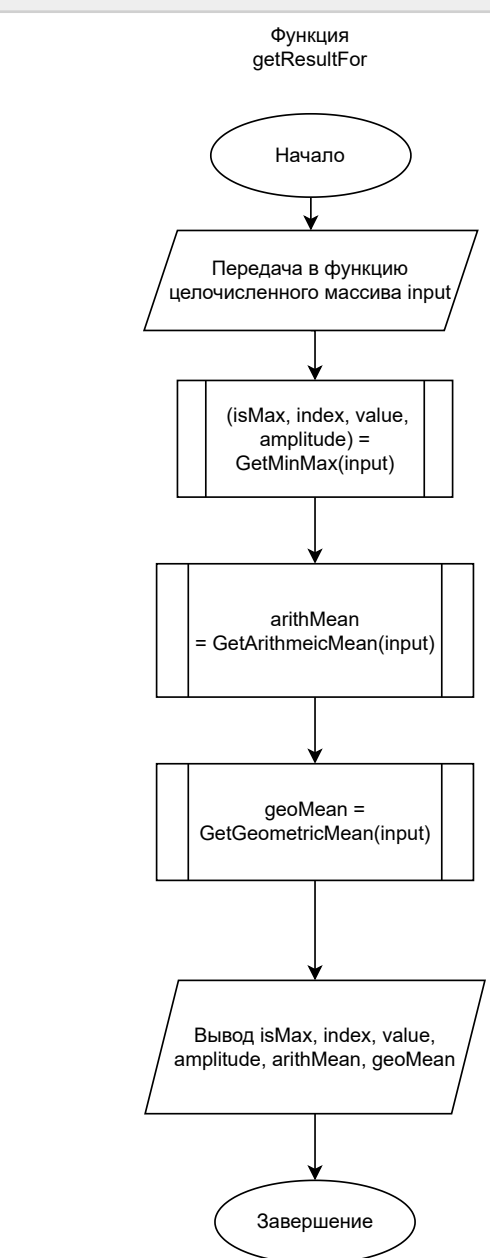 Функция
getResultFor
Начало
Передача в функцию
целочисленного массива input
(isMax, index, value,
amplitude) =
GetMinMax(input)
arithMean
= GetArithmeicMean(input)
geoMean =
GetGeometricMean(input)
Вывод isMax, index, value,
amplitude, arithMean, geoMean
Завершение